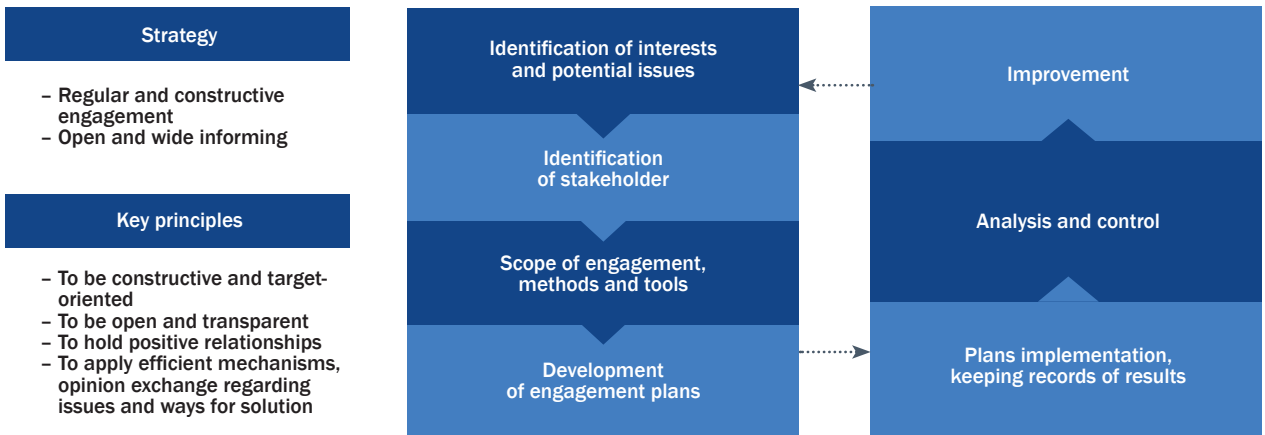 Strategy
– Regular and constructive
engagement
– Open and wide informing
Key principles
– To be constructive and target-
oriented
– To be open and transparent
– To hold positive relationships
– To apply efficient mechanisms,
opinion exchange regarding
issues and ways for solution
Identification of interests
and potential issues
Identification
of stakeholder
Scope of engagement,
methods and tools
Development
of engagement plans
Improvement
Analysis and control
Plans implementation,
keeping records of results